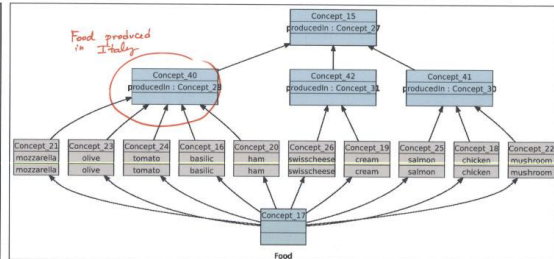 Concept_15
producedIn : Concept_27
Food produced
in Italy
Concept_40
producedIn : Concept_28
Concept_42
producedIn : Concept_31
Concept_41
producedIn : Concept_30
Concept_21
mozzarella
mozzarella
Concept_23
olive
olive
Concept_24
tomato
tomato
Concept_16
basilic
basilic
Concept_20
ham
ham
Concept_26
swisscheese
swisscheese
Concept_19
cream
cream
Concept_25
salmon
salmon
Concept_18
chicken
chicken
Concept_22
mushroom
mushroom
Concept_17
Food